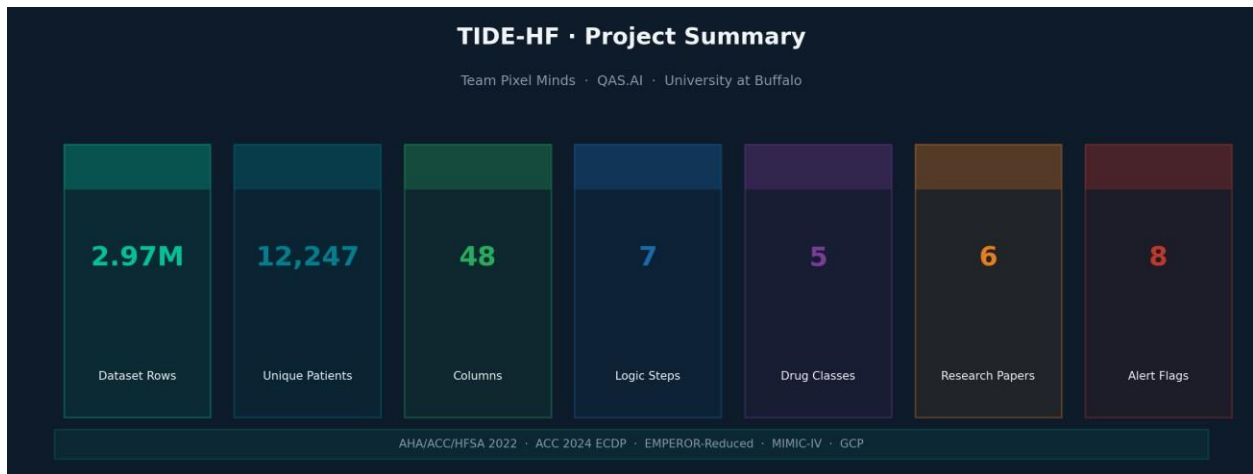 TIDE-HF · Project Summary
Team Pixel Minds · QAS.AI · University at Buffalo
2.97M
12,247
48
7
5
6
8
Dataset Rows
Unique Patients
Columns
Logic Steps
Drug Classes
Research Papers
Alert Flags
AHA/ACC/HFSA 2022 · ACC 2024 ECDP · EMPEROR-Reduced · MIMIC-IV · GCP